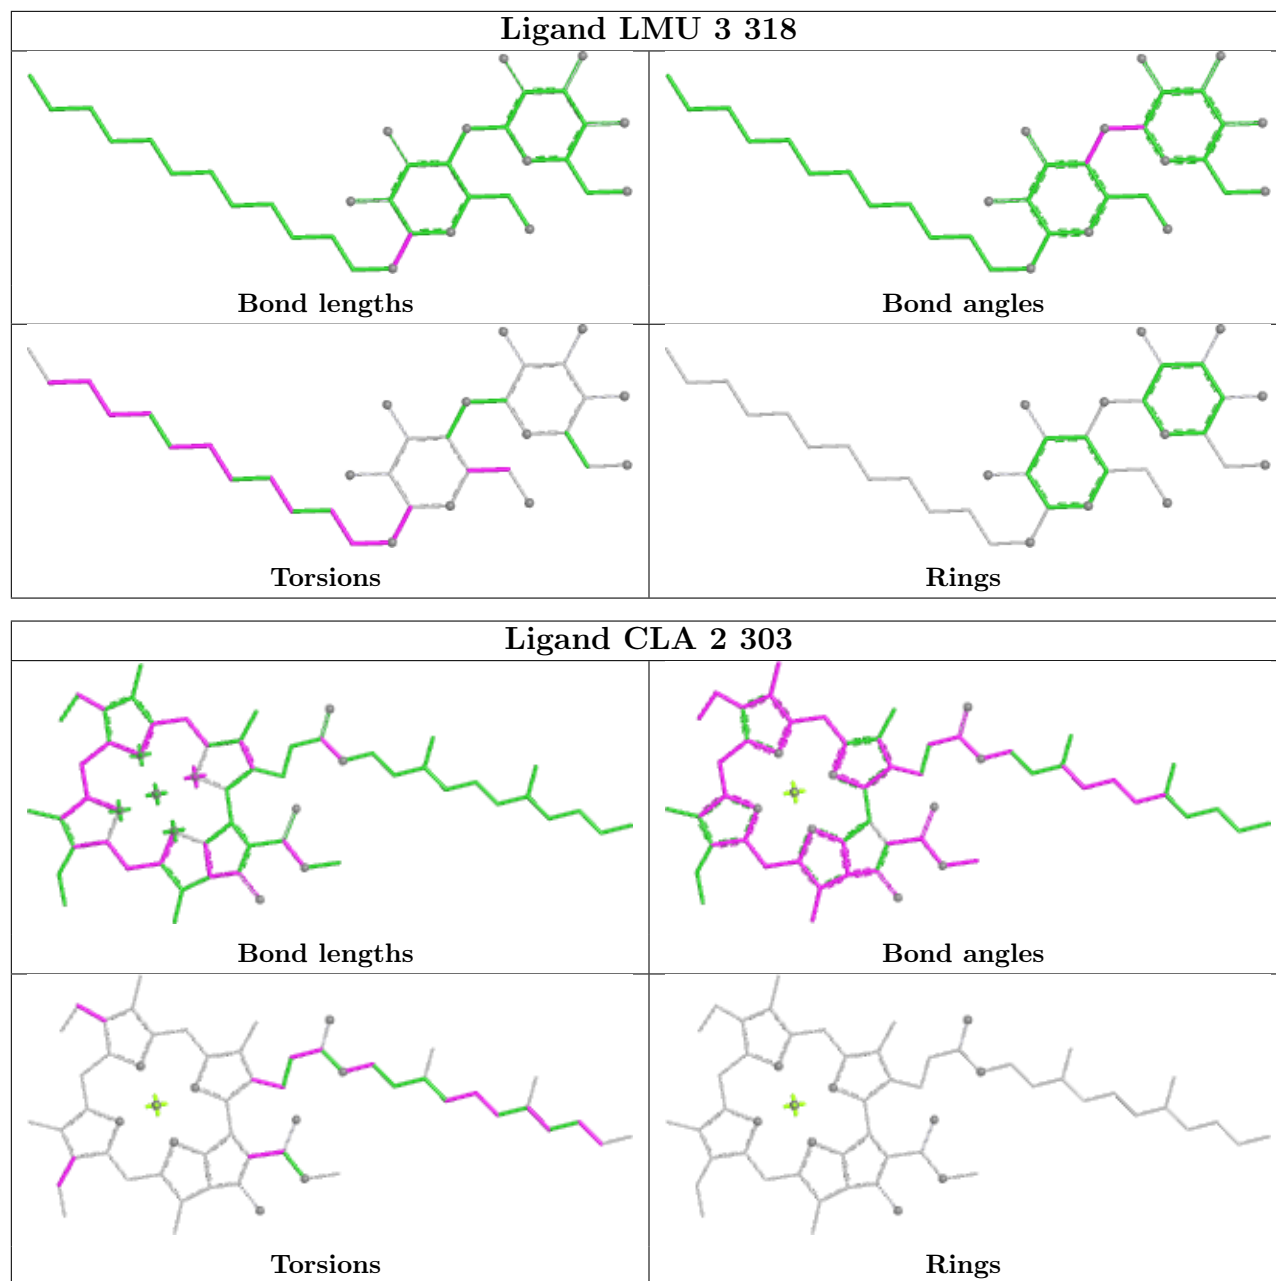 Ligand LMU 3 318
Bond lengths
Bond angles
Torsions
Rings
Ligand CLA 2 303
Bond lengths
Bond angles
Torsions
Rings